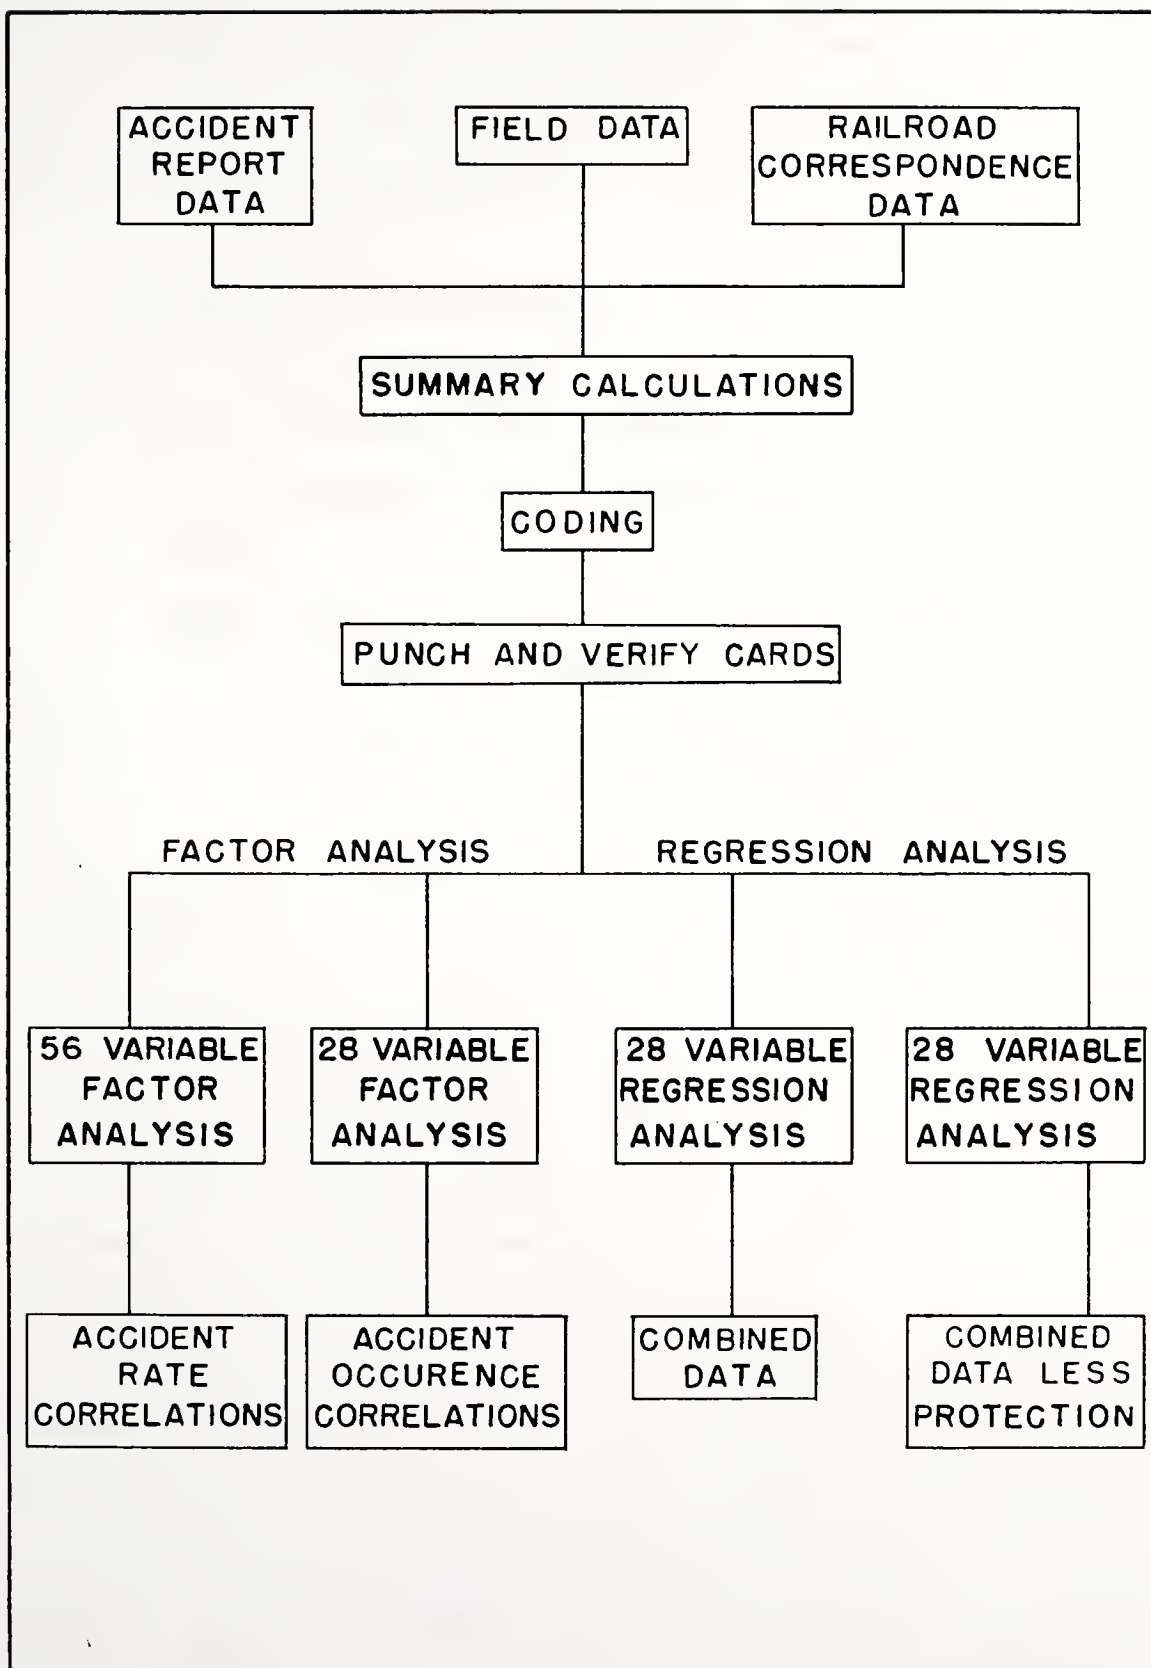 ACCIDENT
REPORT
DATA
FIELD DATA
RAILROAD
CORRESPONDENCE
DATA
SUMMARY CALCULATIONS
CODING
PUNCH AND VERIFY CARDS
FACTOR ANALYSIS
REGRESSION ANALYSIS
56 VARIABLE
FACTOR
ANALYSIS
28 VARIABLE
FACTOR
ANALYSIS
28 VARIABLE
REGRESSION
ANALYSIS
28 VARIABLE
REGRESSION
ANALYSIS
ACCIDENT
RATE
CORRELATIONS
ACCIDENT
OCCURENCE
CORRELATIONS
COMBINED
DATA
COMBINED
DATA LESS
PROTECTION